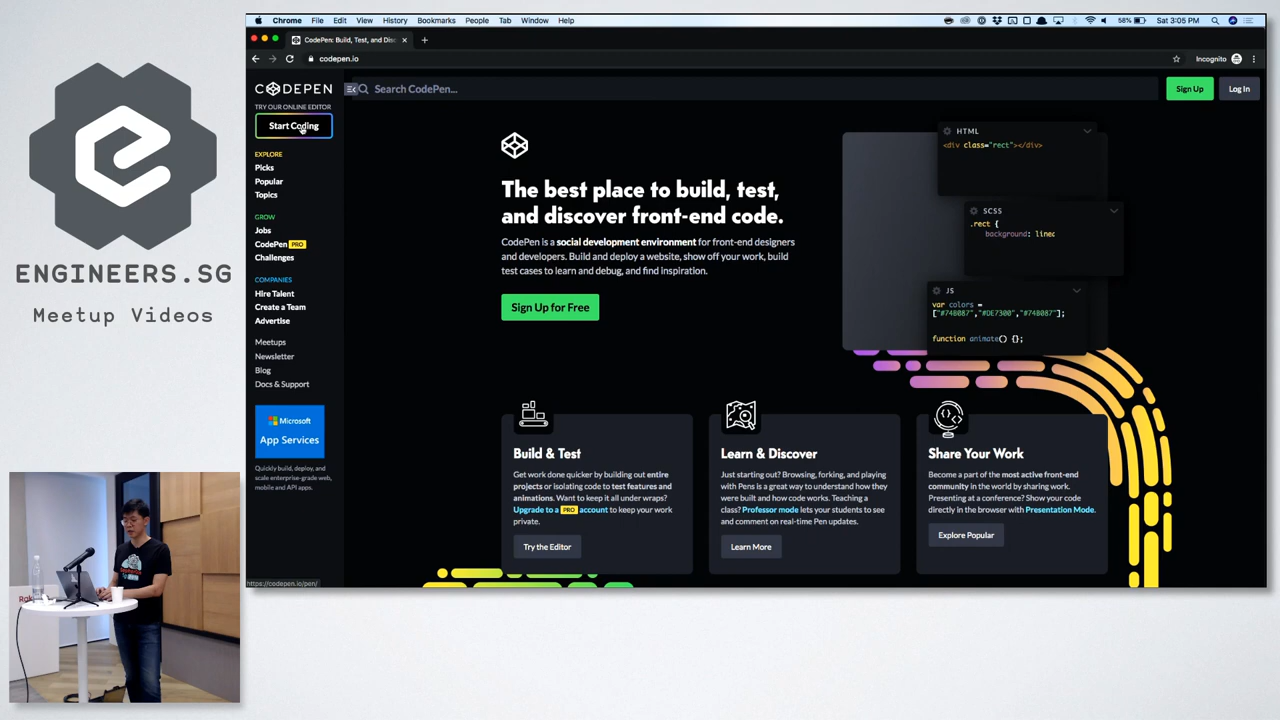 ENGINEERS.SG
Meetup Videos
Chrome File Edit View History Bookmarks People Tab Window Help
58% Sat 3:05 PM
CodePen: Build, Test, and Disc
codepen.io
Incognito
CODEPEN
TRY OUR ONLINE EDITOR
Start Coding
EXPLORE
Picks
Popular
Topics
GROW
Jobs
CodePen PRO
Challenges
COMPANIES
Hire Talent
Create a Team
Advertise
Meetups
Newsletter
Blog
Docs & Support
Microsoft
App Services
Quickly build, deploy, and
scale enterprise-grade web,
mobile and API apps.
https://codepen.io/pen/
Search CodePen...
Sign Up
Log In
The best place to build, test,
and discover front-end code.
CodePen is a social development environment for front-end designers
and developers. Build and deploy a website, show off your work, build
test cases to learn and debug, and find inspiration.
Sign Up for Free
HTML
<div class="rect"></div>
SCSS
.rect {
background: linec
JS
var colors =
["#74B087","#DE7300","#74B087"];
function animate() {};
Build & Test
Get work done quicker by building out entire
projects or isolating code to test features and
animations. Want to keep it all under wraps?
Upgrade to a PRO account to keep your work
private.
Try the Editor
Learn & Discover
Just starting out? Browsing, forking, and playing
with Pens is a great way to understand how they
were built and how code works. Teaching a
class? Professor mode lets your students to see
and comment on real-time Pen updates.
Learn More
Share Your Work
Become a part of the most active front-end
community in the world by sharing work.
Presenting at a conference? Show your code
directly in the browser with Presentation Mode.
Explore Popular